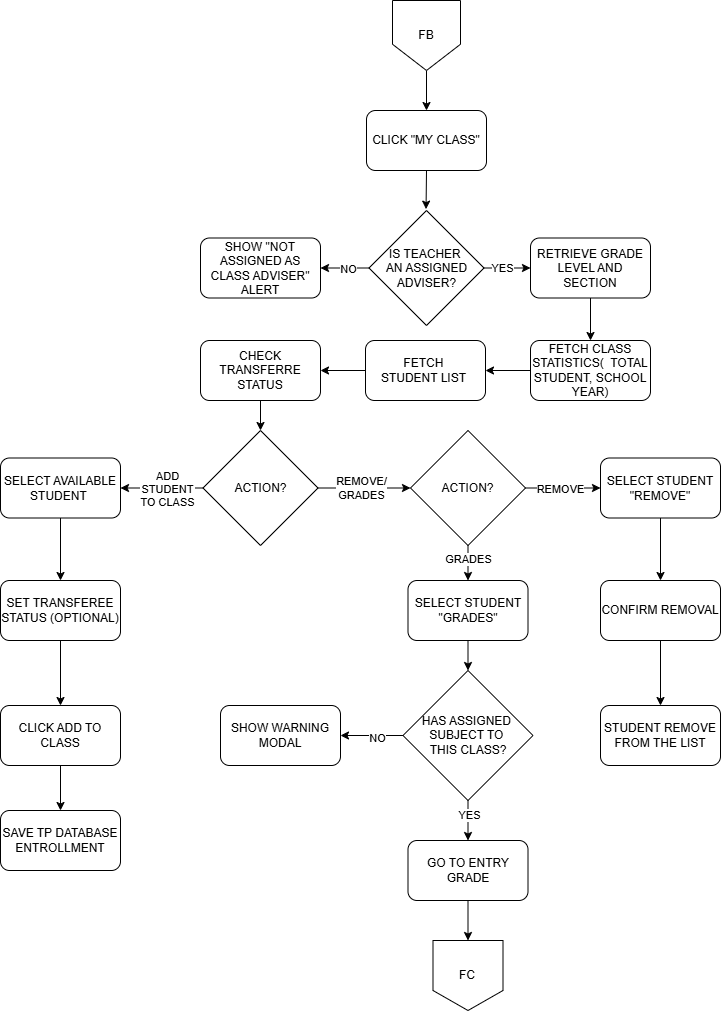 FB
CLICK "MY CLASS"
SHOW "NOT
ASSIGNED AS
CLASS ADVISER"
ALERT
NO
IS TEACHER
AN ASSIGNED
ADVISER?
YES
RETRIEVE GRADE
LEVEL AND
SECTION
CHECK
TRANSFERRE
STATUS
FETCH
STUDENT LIST
FETCH CLASS
STATISTICS( TOTAL
STUDENT, SCHOOL
YEAR)
SELECT AVAILABLE
STUDENT
ADD
STUDENT
TO CLASS
ACTION?
REMOVE/
GRADES
ACTION?
REMOVE
SELECT STUDENT
"REMOVE"
GRADES
SET TRANSFEREE
STATUS (OPTIONAL)
SELECT STUDENT
"GRADES"
CONFIRM REMOVAL
CLICK ADD TO
CLASS
SHOW WARNING
MODAL
NO
HAS ASSIGNED
SUBJECT TO
THIS CLASS?
STUDENT REMOVE
FROM THE LIST
YES
SAVE TP DATABASE
ENTROLLMENT
GO TO ENTRY
GRADE
FC